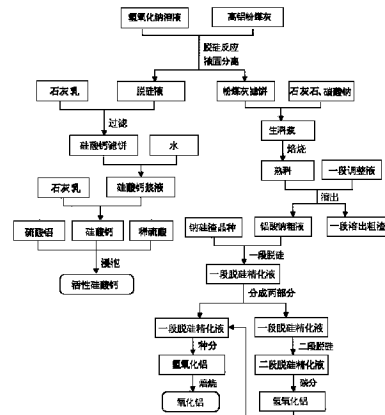 氢氧化钠溶液 高铝粉煤灰
脱硅反应
液固分离
石灰乳 脱硅液 粉煤灰滤饼 石灰石、碳酸钠
过滤
生料浆
硅酸钙滤饼 水
焙烧
熟料 一段调整液
石灰乳 硅酸钙浆液
溶出
硫酸铝 硅酸钙 稀硫酸 钠硅渣晶种 铝酸钠粗液 一段溶出粗渣
浸泡 一段脱硅
活性硅酸钙 一段脱硅精化液
分成两部分
一段脱硅精化液 一段脱硅精化液
种分 二段脱硅
氢氧化铝 二段脱硅精化液
焙烧 碳分
氧化铝 氢氧化铝